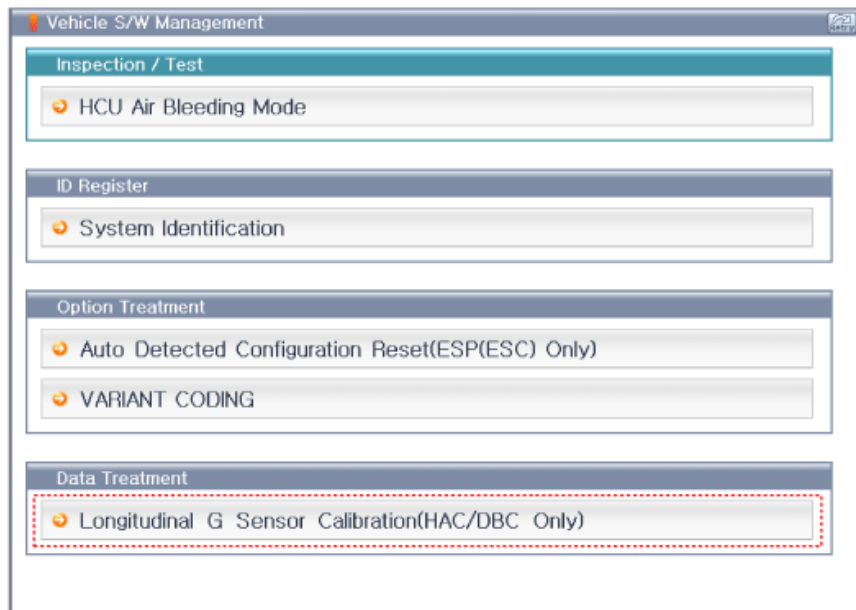 Vehicle S/W Management
Inspection / Test
HCU Air Bleeding Mode
ID Register
System Identification
Option Treatment
Auto Detected Configuration Reset(ESP(ESC) Only)
VARIANT CODING
Data Treatment
Longitudinal G Sensor Calibration(HAC/DBC Only)